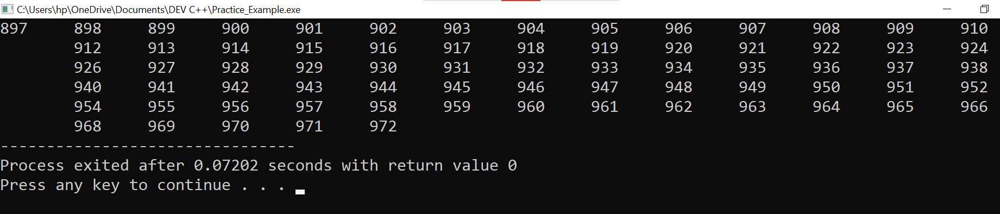 C:\Users\hp\OneDrive\Documents\DEV C++\Practice_Example.exe
897 898 899 900 901 902 903 904 905 906 907 908 909 910
912 913 914 915 916 917 918 919 920 921 922 923 924
926 927 928 929 930 931 932 933 934 935 936 937 938
940 941 942 943 944 945 946 947 948 949 950 951 952
954 955 956 957 958 959 960 961 962 963 964 965 966
968 969 970 971 972
--------------------------------
Process exited after 0.07202 seconds with return value 0
Press any key to continue . . .